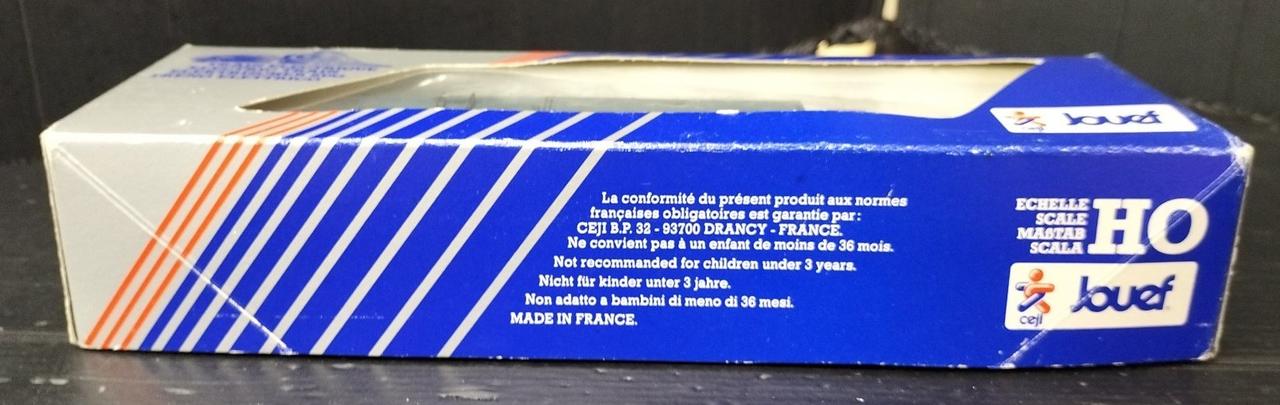 Jouef
La conformité du présent produit aux normes
françaises obligatoires est garantie par :
CEJI B.P. 32 - 93700 DRANCY - FRANCE.
Ne convient pas à un enfant de moins de 36 mois.
Not recommanded for children under 3 years.
Nicht für kinder unter 3 jahre.
Non adatto a bambini di meno di 36 mesi.
MADE IN FRANCE.
ECHELLE
SCALE
MAßTAB
SCALA
HO
ceji
Jouef